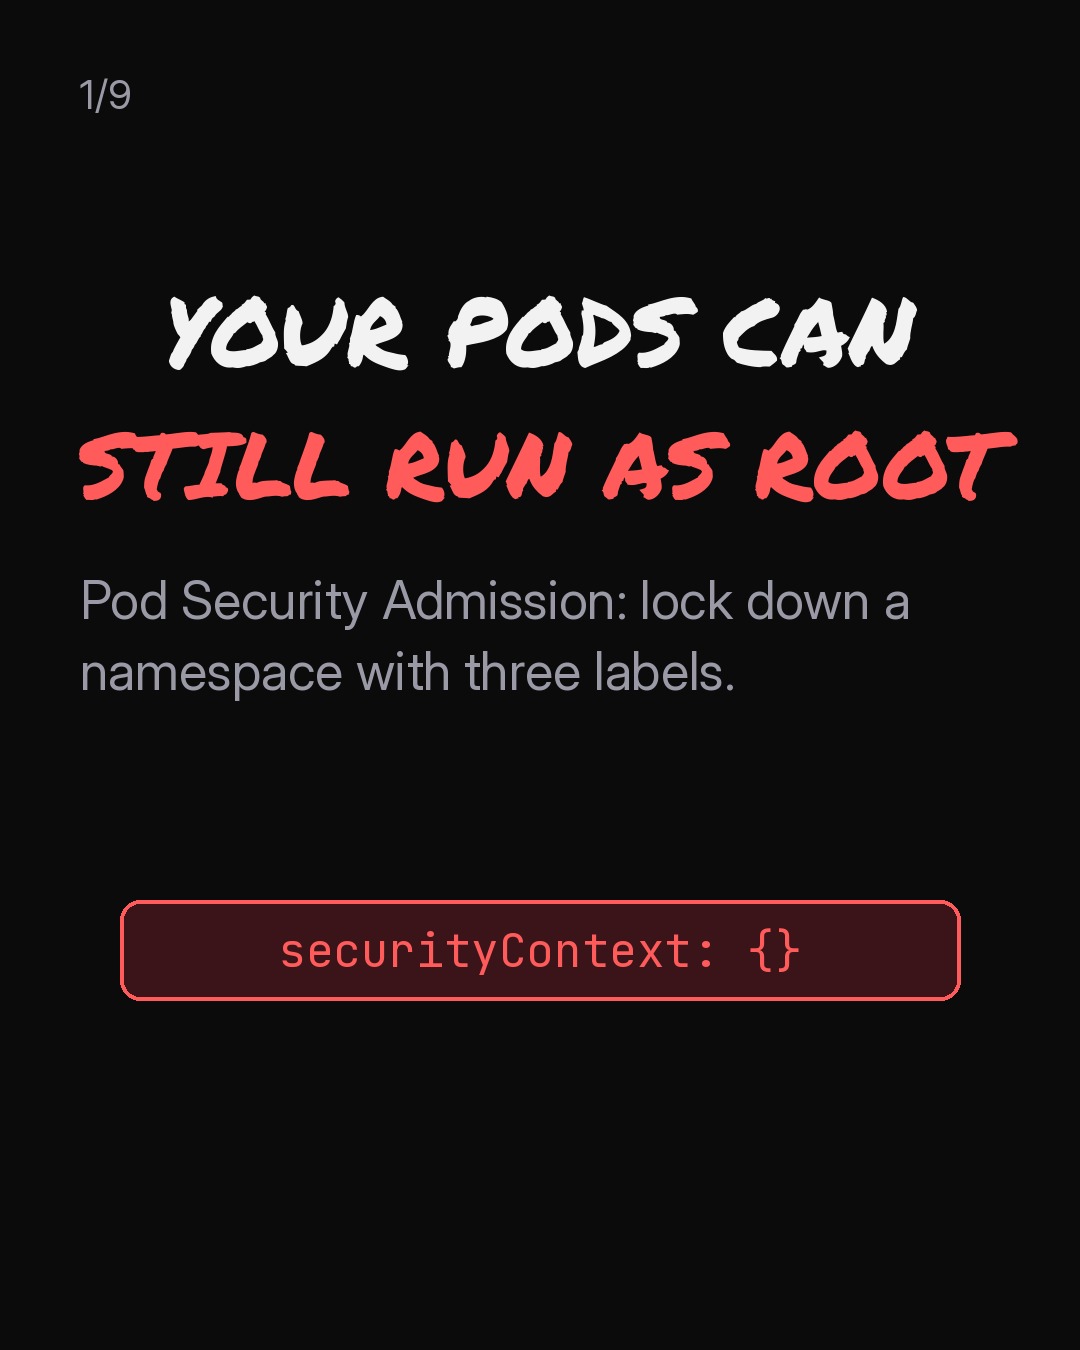 1/9
YOUR PODS CAN
STILL RUN AS ROOT
Pod Security Admission: lock down a
namespace with three labels.
securityContext: {}